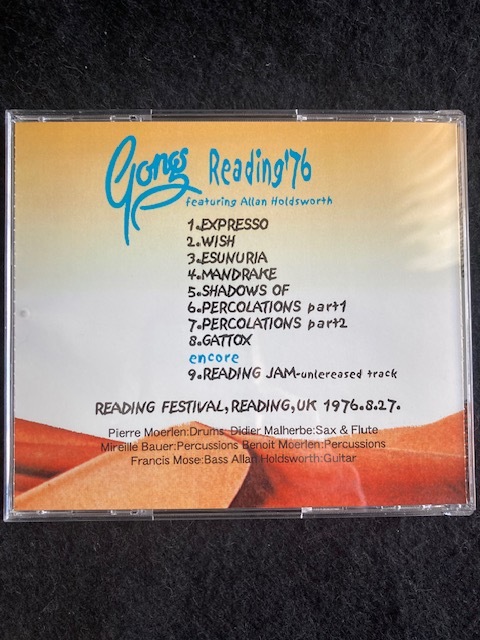 Gong Reading'76
featuring Allan Holdsworth
1.EXPRESSO
2.WISH
3.ESUNURIA
4.MANDRAKE
5.SHADOWS OF
6.PERCOLATIONS part1
7.PERCOLATIONS part2
8.GATTOX
encore
9.READING JAM-unlereased track
READING FESTIVAL,READING,UK 1976.8.27.
Pierre Moerlen:Drums Didier Malherbe:Sax & Flute
Mireille Bauer:Percussions Benoit Moerlen:Percussions
Francis Mose:Bass Allan Holdsworth:Guitar